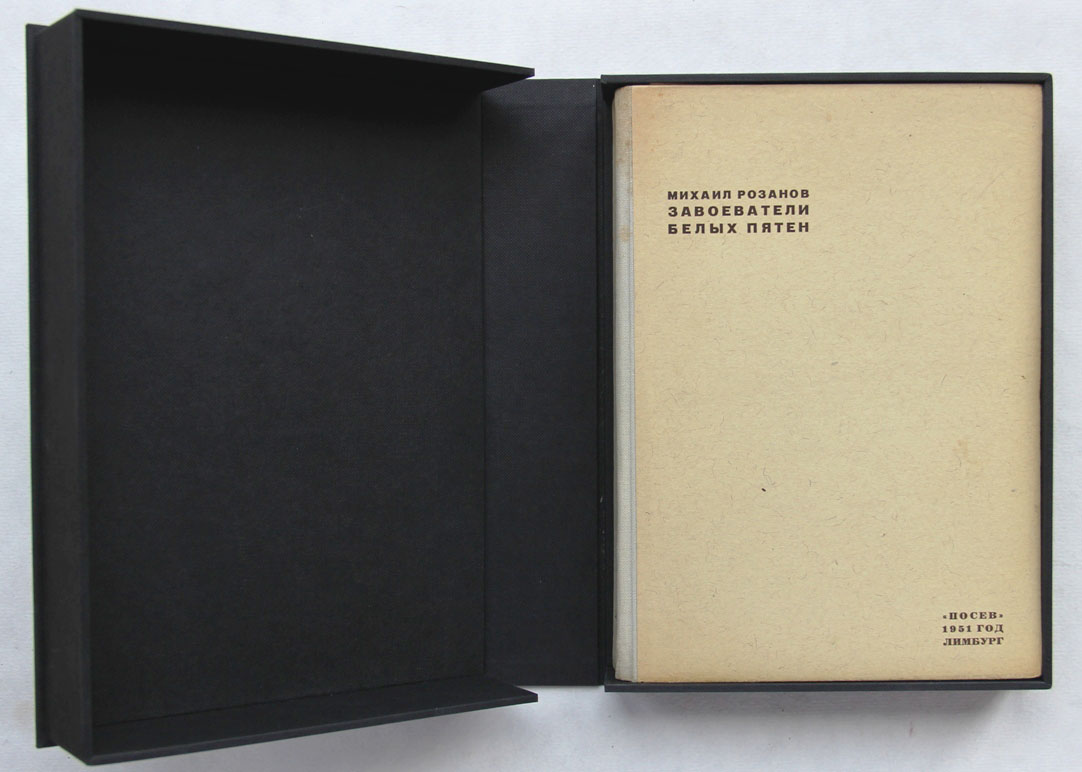 МИХАИЛ РОЗАНОВ
ЗАВОЕВАТЕЛИ
БЕЛЫХ ПЯТЕН
«ПОСЕВ»
1951 ГОД
ЛИМБУРГ